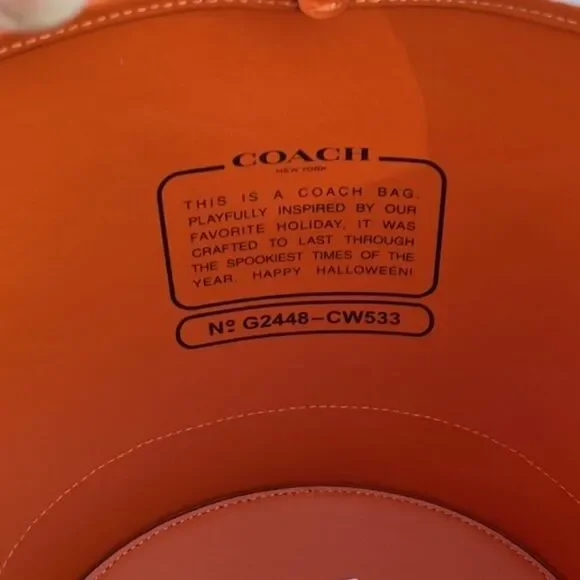 COACH
NEW YORK
THIS IS A COACH BAG.
PLAYFULLY INSPIRED BY OUR
FAVORITE HOLIDAY, IT WAS
CRAFTED TO LAST THROUGH
THE SPOOKIEST TIMES OF THE
YEAR. HAPPY HALLOWEEN!
Nº G2448-CW533